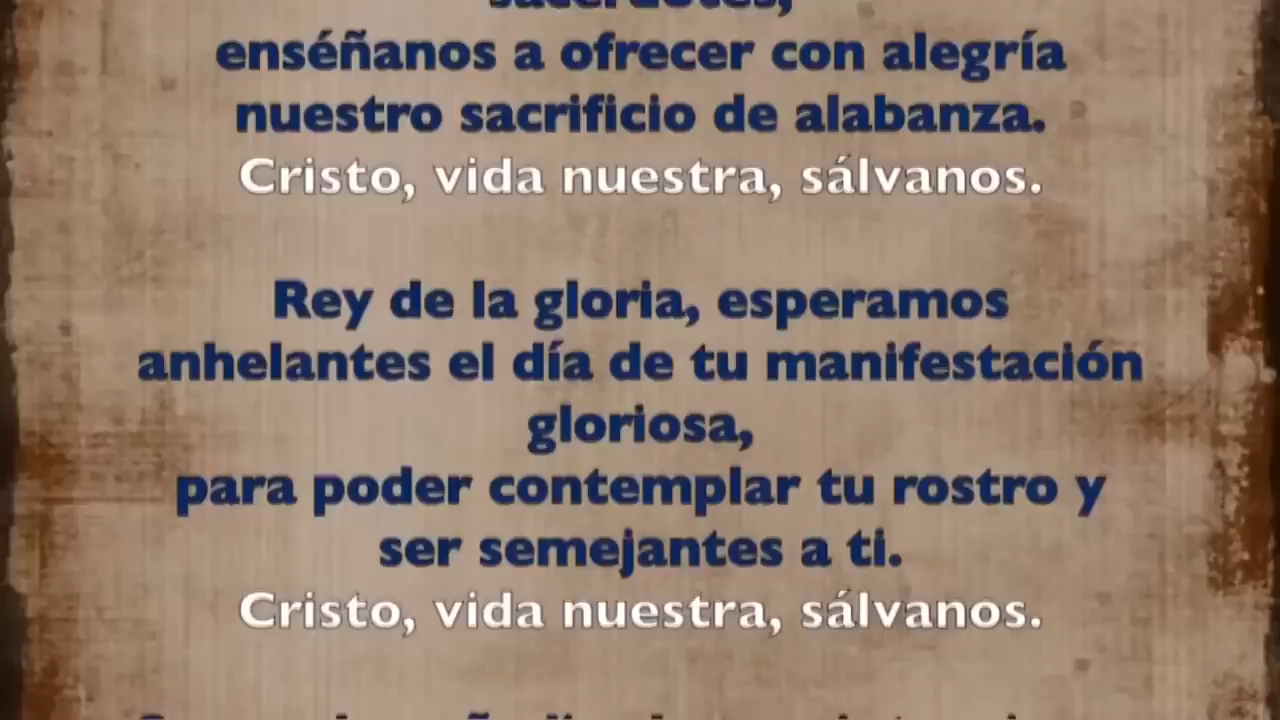 sacerdotes,
enséñanos a ofrecer con alegría
nuestro sacrificio de alabanza.
Cristo, vida nuestra, sálvanos.
Rey de la gloria, esperamos
anhelantes el día de tu manifestación
gloriosa,
para poder contemplar tu rostro y
ser semejantes a ti.
Cristo, vida nuestra, sálvanos.